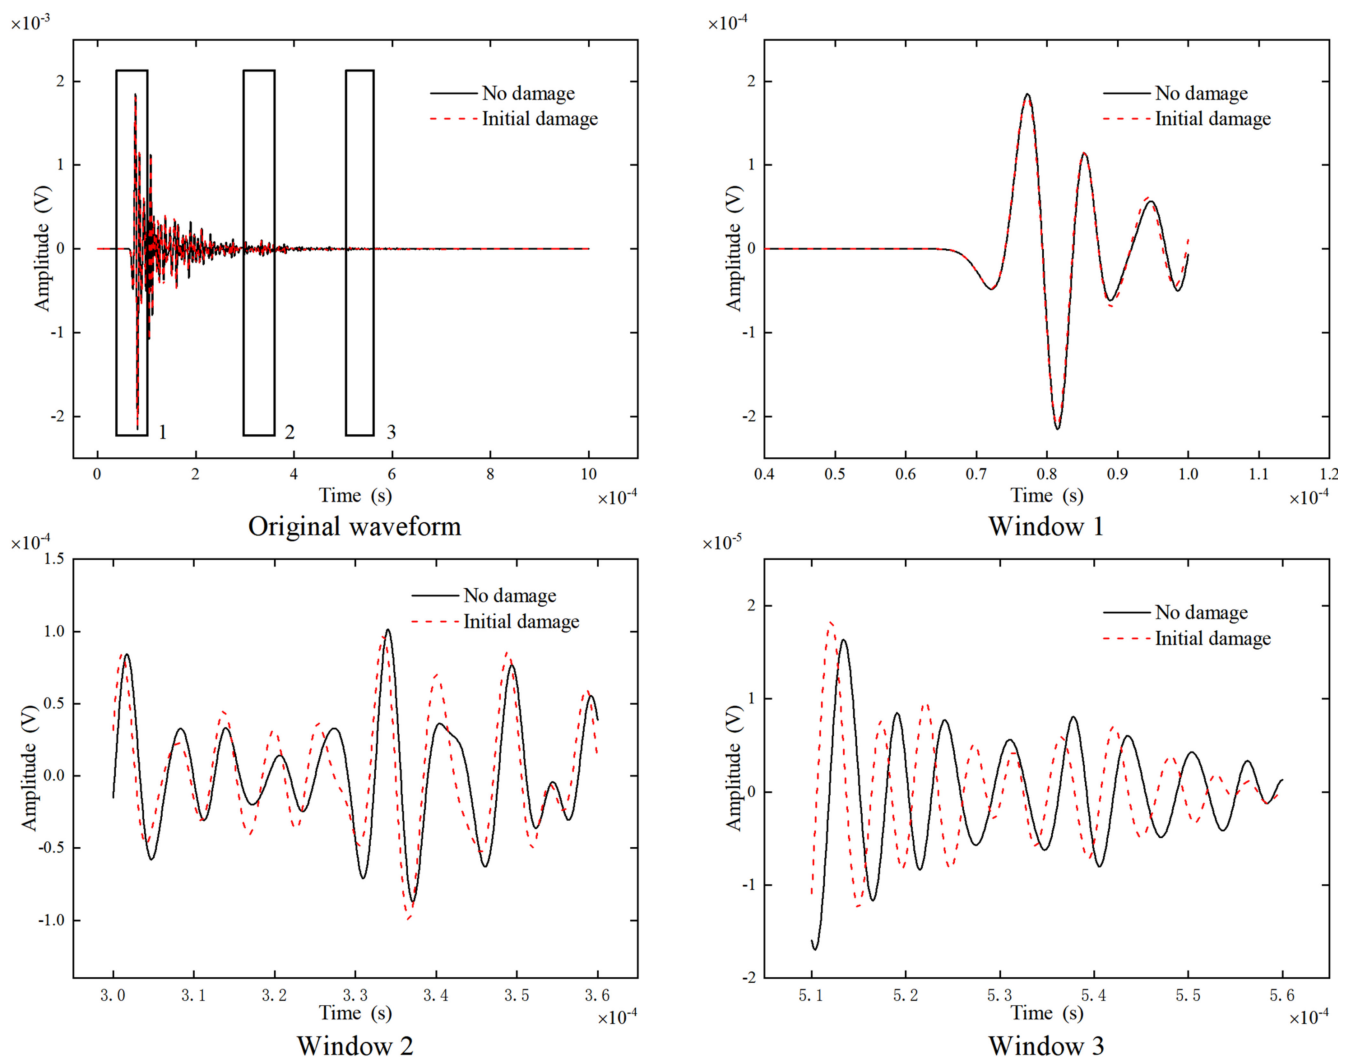 ×10-3
2
1
0
-1
-2
Amplitude (V)
No damage
Initial damage
1
2
3
0 2 4 6 8 10
Time (s)
×10-4
Original waveform
×10-4
2
1
0
-1
-2
Amplitude (V)
No damage
Initial damage
0.4 0.5 0.6 0.7 0.8 0.9 1.0 1.1 1.2
Time (s)
×10-4
Window 1
×10-4
1.5
1.0
0.5
0.0
-0.5
-1.0
Amplitude (V)
No damage
Initial damage
3.0 3.1 3.2 3.3 3.4 3.5 3.6
Time (s)
×10-4
Window 2
×10-5
2
1
0
-1
-2
Amplitude (V)
No damage
Initial damage
5.1 5.2 5.3 5.4 5.5 5.6
Time (s)
×10-4
Window 3